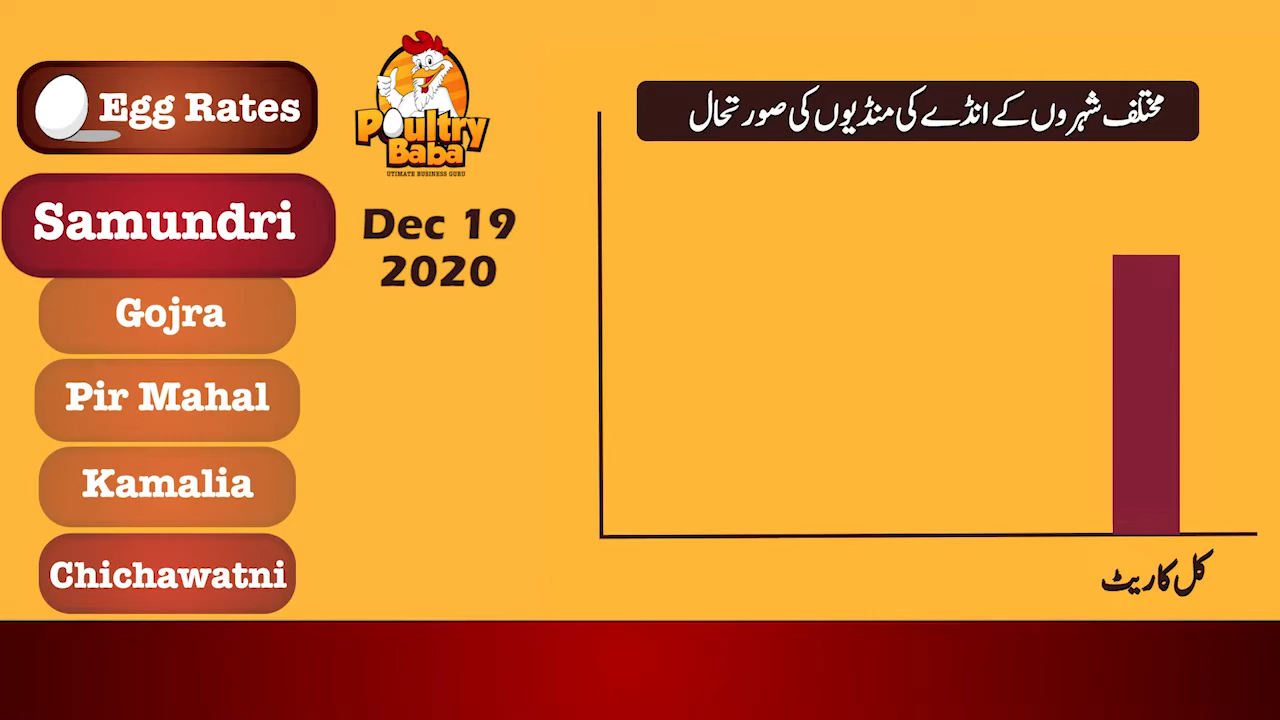 Egg Rates
Samundri
Gojra
Pir Mahal
Kamalia
Chichawatni
Poultry
Baba
UTIMATE BUSINESS GURU
Dec 19
2020
مختلف شہروں کے انڈے کی منڈیوں کی صورتحال
کل کا ریٹ